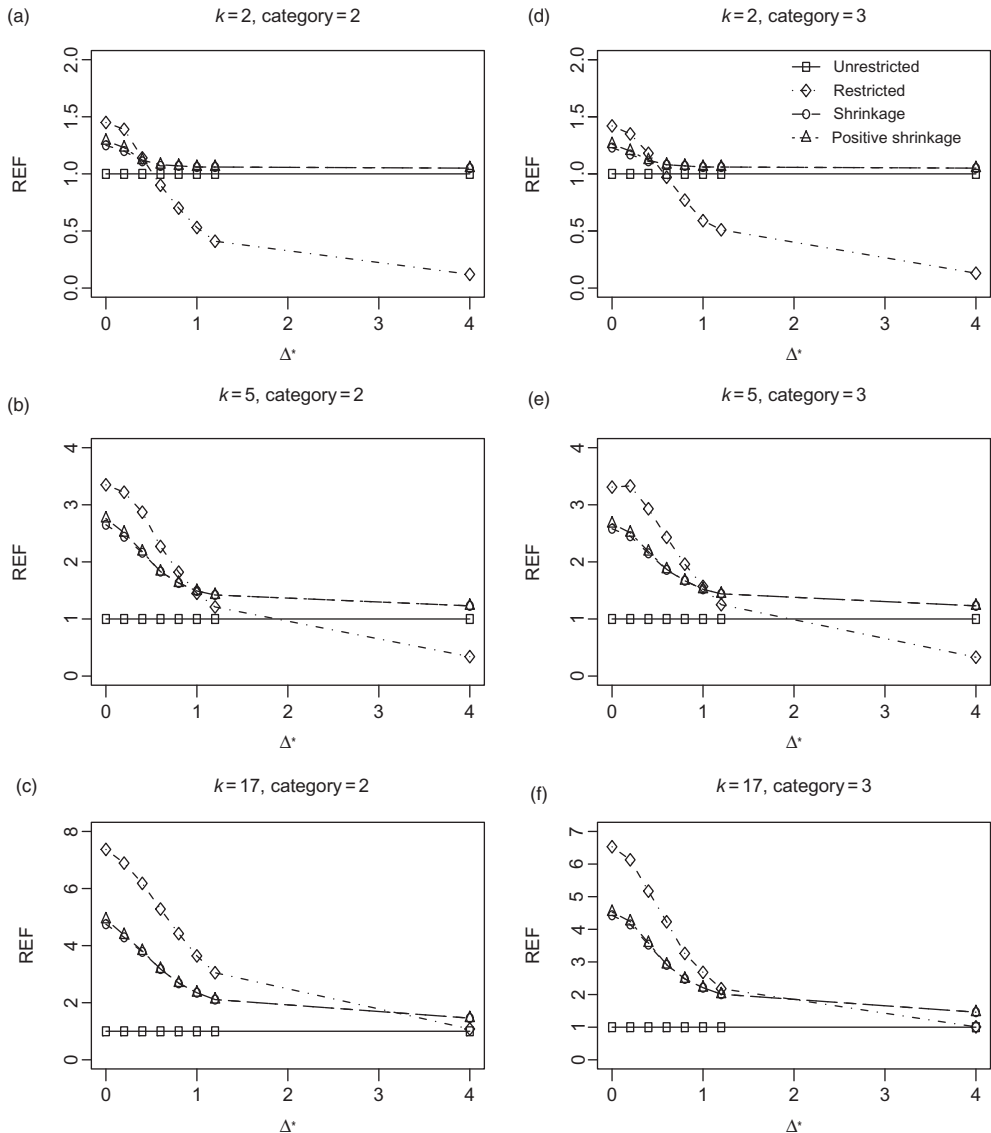 (a)
k=2, category=2
2.0
1.5
1.0
0.5
0.0
REF
0 1 2 3 4
Δ*
(d)
k=2, category=3
Unrestricted
Restricted
Shrinkage
Positive shrinkage
2.0
1.5
1.0
0.5
0.0
REF
0 1 2 3 4
Δ*
(b)
k=5, category=2
4
3
2
1
0
REF
0 1 2 3 4
Δ*
(e)
k=5, category=3
4
3
2
1
0
REF
0 1 2 3 4
Δ*
(c)
k=17, category=2
8
6
4
2
0
REF
0 1 2 3 4
Δ*
(f)
k=17, category=3
7
6
5
4
3
2
1
0
REF
0 1 2 3 4
Δ*